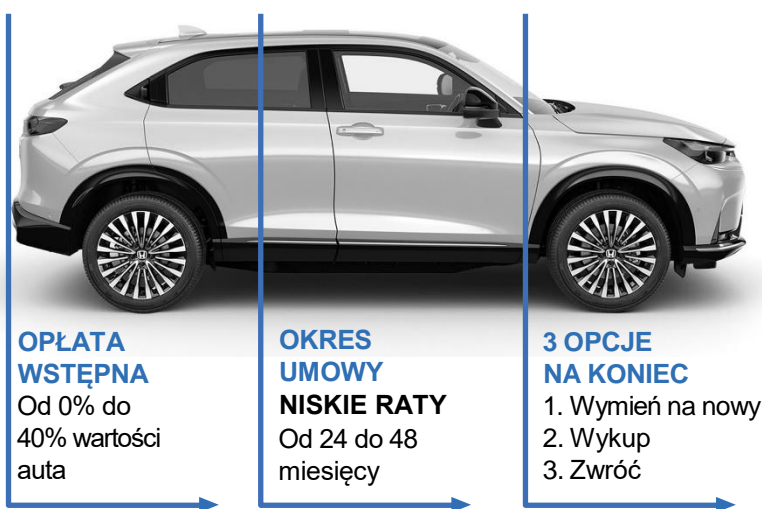 OPŁATA
WSTĘPNA
Od 0% do
40% wartości
auta
OKRES
UMOWY
NISKIE RATY
Od 24 do 48
miesięcy
3 OPCJE
NA KONIEC
1. Wymień na nowy
2. Wykup
3. Zwróć